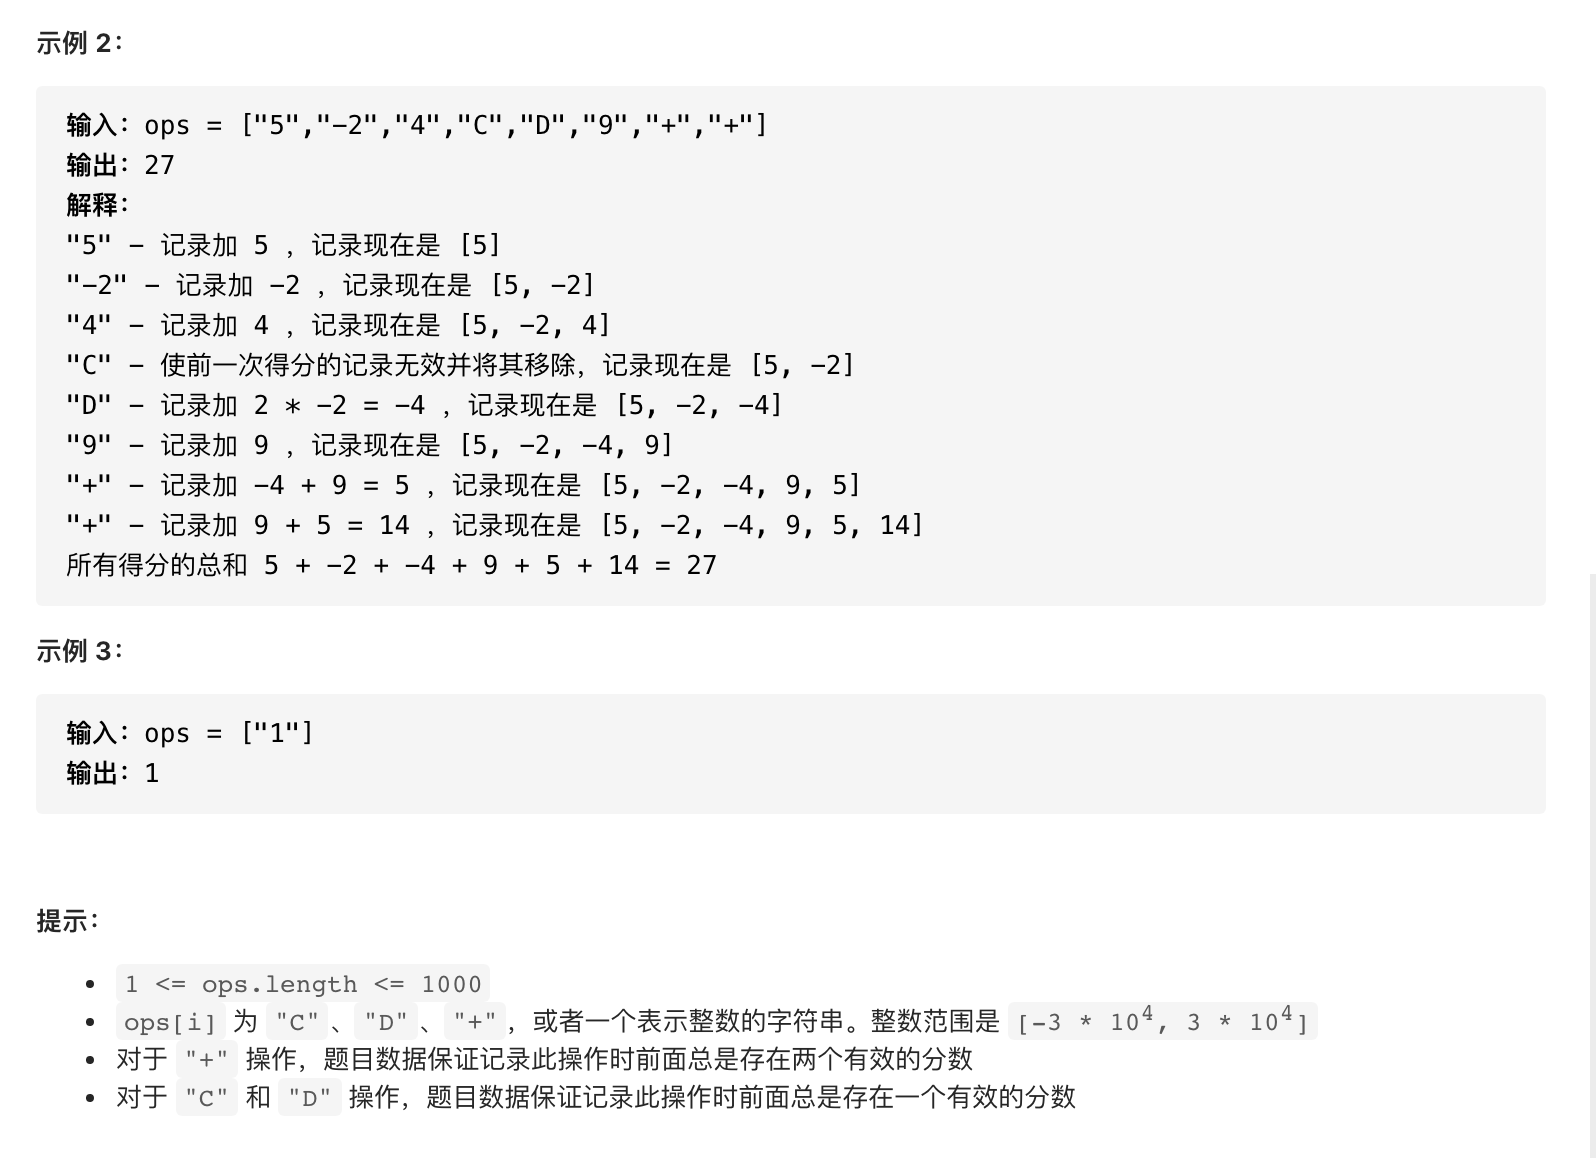 示例 2：
输入：ops = ["5","-2","4","C","D","9","+","+"]
输出：27
解释：
"5" - 记录加 5 ，记录现在是 [5]
"-2" - 记录加 -2 ，记录现在是 [5, -2]
"4" - 记录加 4 ，记录现在是 [5, -2, 4]
"C" - 使前一次得分的记录无效并将其移除，记录现在是 [5, -2]
"D" - 记录加 2 * -2 = -4 ，记录现在是 [5, -2, -4]
"9" - 记录加 9 ，记录现在是 [5, -2, -4, 9]
"+" - 记录加 -4 + 9 = 5 ，记录现在是 [5, -2, -4, 9, 5]
"+" - 记录加 9 + 5 = 14 ，记录现在是 [5, -2, -4, 9, 5, 14]
所有得分的总和 5 + -2 + -4 + 9 + 5 + 14 = 27
示例 3：
输入：ops = ["1"]
输出：1
提示：
• 1 <= ops.length <= 1000
• ops[i] 为 "C"、"D"、"+"，或者一个表示整数的字符串。整数范围是 [-3 * 10⁴, 3 * 10⁴]
• 对于 "+" 操作，题目数据保证记录此操作时前面总是存在两个有效的分数
• 对于 "C" 和 "D" 操作，题目数据保证记录此操作时前面总是存在一个有效的分数